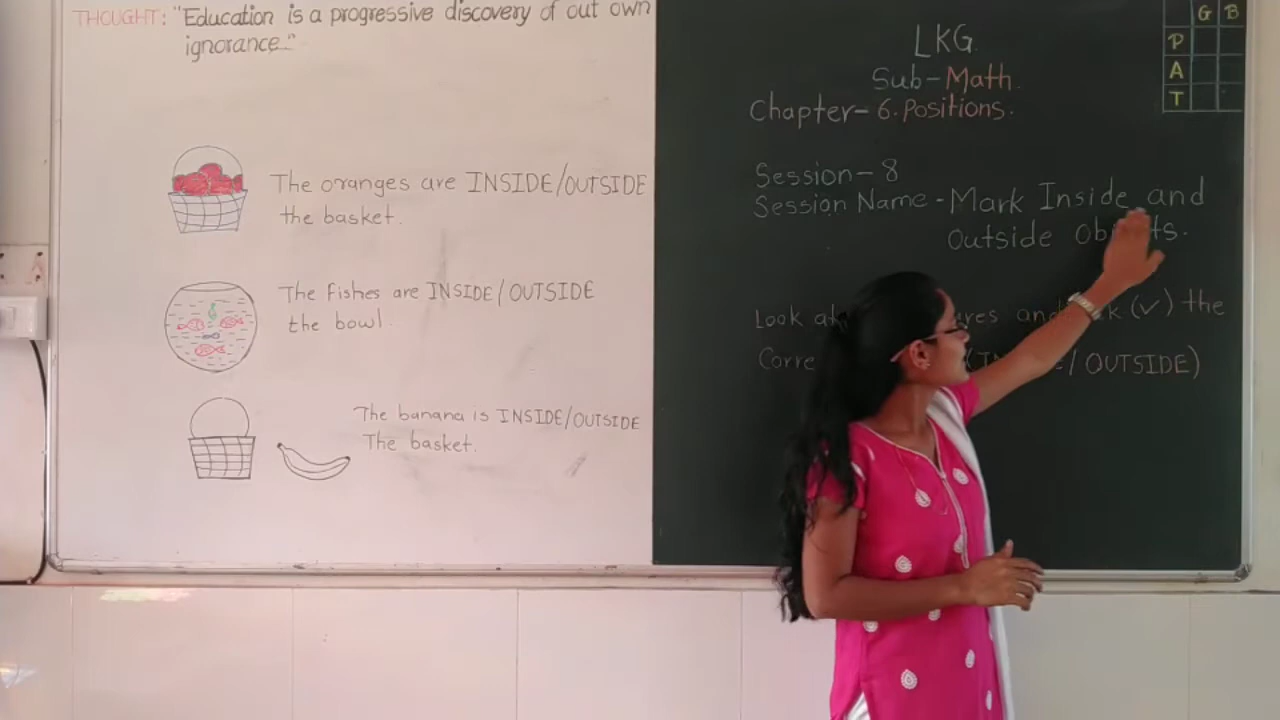 THOUGHT: "Education is a progressive discovery of out own
ignorance.."
The oranges are INSIDE/OUTSIDE
the basket.
The fishes are INSIDE/OUTSIDE
the bowl.
The banana is INSIDE/OUTSIDE
The basket.
LKG
Sub-Math.
Chapter-6.Positions.
Session-8
Session Name-Mark Inside and
Outside
Look and (✓) the
/OUTSIDE)
G B
P
A
T